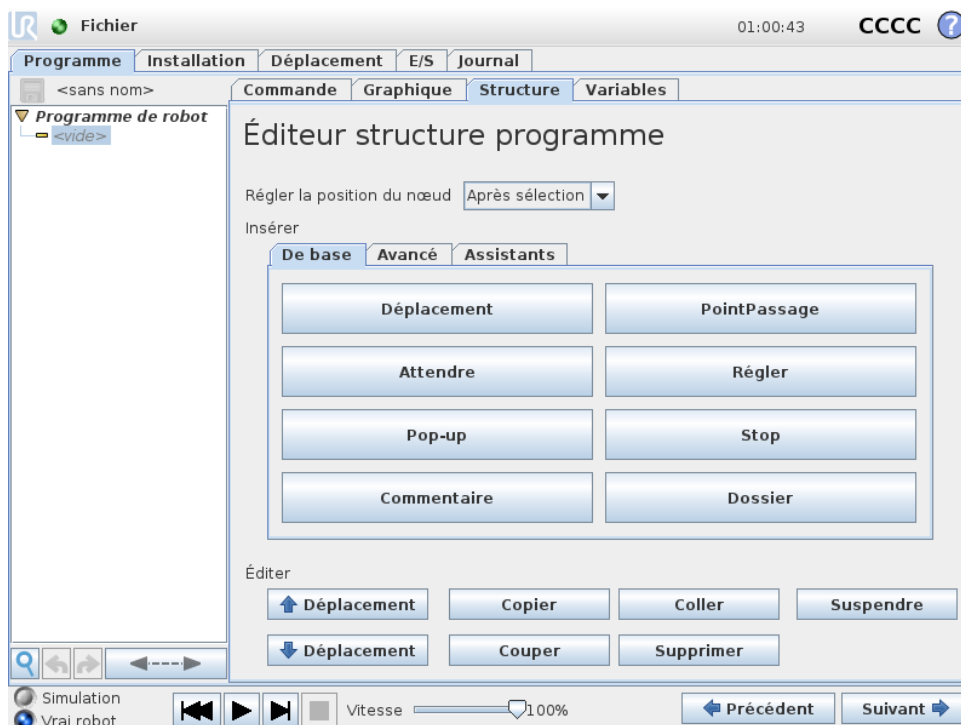 UR Fichier 01:00:43 CCCC ?
Programme Installation Déplacement E/S Journal
<sans nom> Commande Graphique Structure Variables
Programme de robot
<vide>
Éditeur structure programme
Régler la position du nœud Après sélection
Insérer
De base Avancé Assistants
Déplacement PointPassage
Attendre Régler
Pop-up Stop
Commentaire Dossier
Éditer
Déplacement Copier Coller Suspendre
Déplacement Couper Supprimer
Simulation
Vrai robot
Vitesse 100% Précédent Suivant